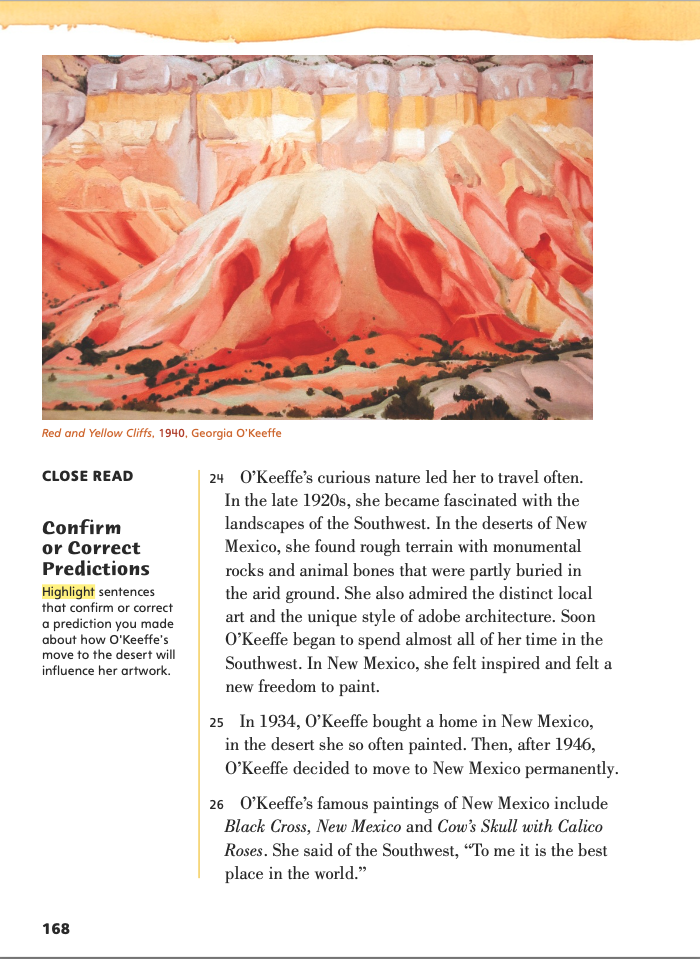 Red and Yellow Cliffs, 1940, Georgia O'Keeffe
CLOSE READ
Confirm
or Correct
Predictions
Highlight sentences
that confirm or correct
a prediction you made
about how O'Keeffe's
move to the desert will
influence her artwork.
24 O'Keeffe's curious nature led her to travel often.
In the late 1920s, she became fascinated with the
landscapes of the Southwest. In the deserts of New
Mexico, she found rough terrain with monumental
rocks and animal bones that were partly buried in
the arid ground. She also admired the distinct local
art and the unique style of adobe architecture. Soon
O'Keeffe began to spend almost all of her time in the
Southwest. In New Mexico, she felt inspired and felt a
new freedom to paint.
25 In 1934, O'Keeffe bought a home in New Mexico,
in the desert she so often painted. Then, after 1946,
O'Keeffe decided to move to New Mexico permanently.
26 O'Keeffe's famous paintings of New Mexico include
Black Cross, New Mexico and Cow's Skull with Calico
Roses. She said of the Southwest, “To me it is the best
place in the world.”
168